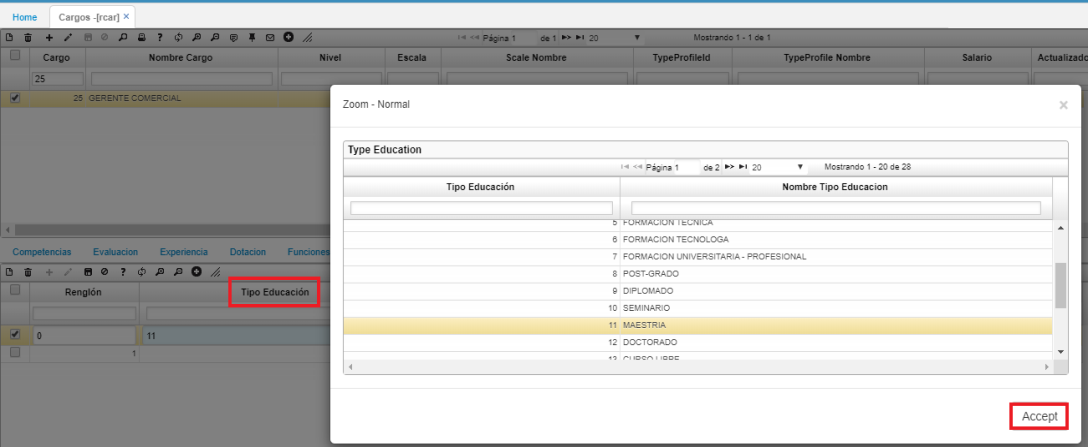 Home Cargos -[rcar] ×
Página 1 de 1 20 Mostrando 1 - 1 de 1
Cargo Nombre Cargo Nivel Escala Scale Nombre TypeProfileId TypeProfile Nombre Salario Actualizado
25
25 GERENTE COMERCIAL
Competencias Evaluacion Experiencia Dotacion Funciones
Renglón Tipo Educación
0 11
1
Zoom - Normal ×
Type Education
Página 1 de 2 20 Mostrando 1 - 20 de 28
Tipo Educación Nombre Tipo Educacion
5 FORMACION TECNICA
6 FORMACION TECNOLOGA
7 FORMACION UNIVERSITARIA - PROFESIONAL
8 POST-GRADO
9 DIPLOMADO
10 SEMINARIO
11 MAESTRIA
12 DOCTORADO
13 CURSO LIBRE
Accept